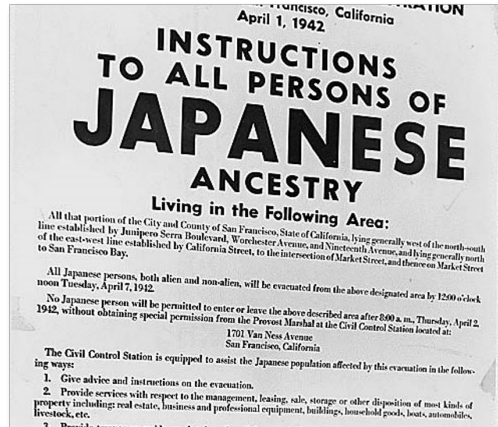 Francisco, California
April 1, 1942
INSTRUCTIONS
TO ALL PERSONS OF
JAPANESE
ANCESTRY
Living in the Following Area:
All that portion of the City and County of San Francisco, State of California, lying generally west of the north-south
line established by Junipero Serra Boulevard, Worchester Avenue, and Nineteenth Avenue, and lying generally north
of the east-west line established by California Street, to the intersection of Market Street, and thence on Market Street
to San Francisco Bay.
All Japanese persons, both alien and non-alien, will be evacuated from the above designated area by 12:00 o'clock
noon Tuesday, April 7, 1942.
No Japanese person will be permitted to enter or leave the above described area after 8:00 a. m., Thursday, April 2,
1942, without obtaining special permission from the Provost Marshal at the Civil Control Station located at:
1701 Van Ness Avenue
San Francisco, California
The Civil Control Station is equipped to assist the Japanese population affected by this evacuation in the follow-
ing ways:
1. Give advice and instructions on the evacuation.
2. Provide services with respect to the management, leasing, sale, storage or other disposition of most kinds of
property including: real estate, business and professional equipment, buildings, household goods, boats, automobiles,
livestock, etc.
3. Provide